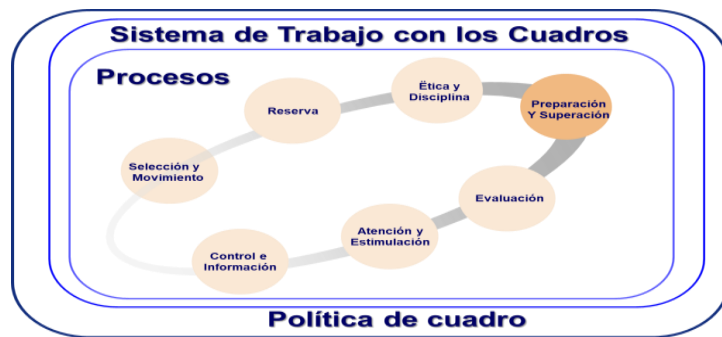 Sistema de Trabajo con los Cuadros
Procesos
Ëtica y
Disciplina
Preparación
Y Superación
Reserva
Selección y
Movimiento
Evaluación
Atención y
Estimulación
Control e
Información
Política de cuadro